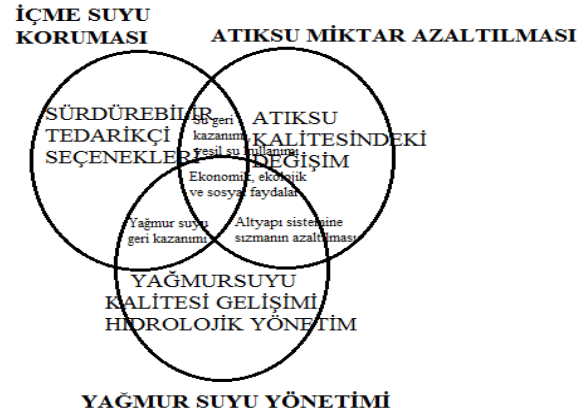 İÇME SUYU
KORUMASI
ATIKSU MİKTAR AZALTILMASI
SÜRDÜREBİLİR
TEDARİKÇİ
SEÇENEKLERİ
Su geri
kazanımı,
yeşil su kullanımı
ATIKSU
KALİTESİNDEKİ
DEĞİŞİM
Ekonomik, ekolojik
ve sosyal faydalar
Yağmur suyu
geri kazanımı
Altyapı sistemine
sızmanın azaltılması
YAĞMURSUYU
KALİTESİ GELİŞİMİ,
HİDROLOJİK YÖNETİM
YAĞMUR SUYU YÖNETİMİ